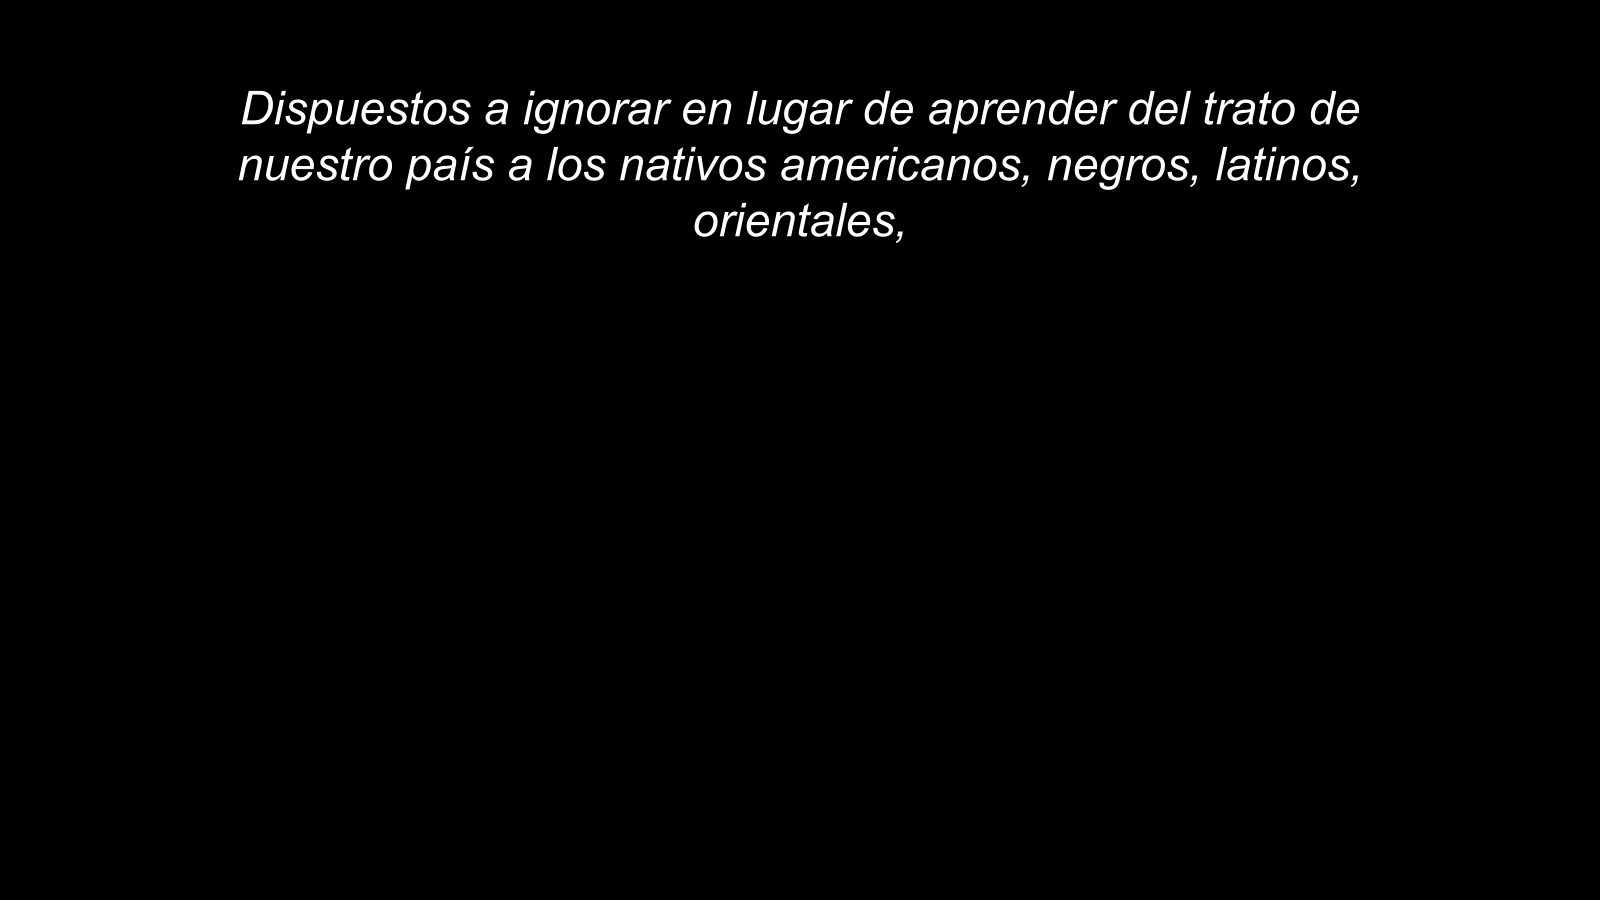 Dispuestos a ignorar en lugar de aprender del trato de
nuestro país a los nativos americanos, negros, latinos,
orientales,